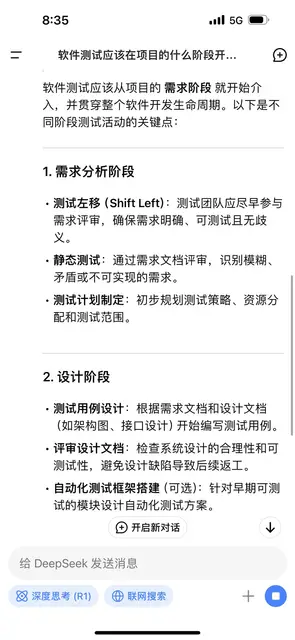 8:35
5G
软件测试应该在项目的什么阶段开...
软件测试应该从项目的 需求阶段 就开始介
入，并贯穿整个软件开发生命周期。以下是不
同阶段测试活动的关键点：
1. 需求分析阶段
• 测试左移 (Shift Left)：测试团队应尽早参与
需求评审，确保需求明确、可测试且无歧
义。
• 静态测试：通过需求文档评审，识别模糊、
矛盾或不可实现的需求。
• 测试计划制定：初步规划测试策略、资源分
配和测试范围。
2. 设计阶段
• 测试用例设计：根据需求文档和设计文档
（如架构图、接口设计) 开始编写测试用例。
• 评审设计文档：检查系统设计的合理性和可
测试性，避免设计缺陷导致后续返工。
• 自动化测试框架搭建 (可选)：针对早期可测
试的模块设计自动化测试方案。
开启新对话
给 DeepSeek 发送消息
深度思考 (R1)
联网搜索